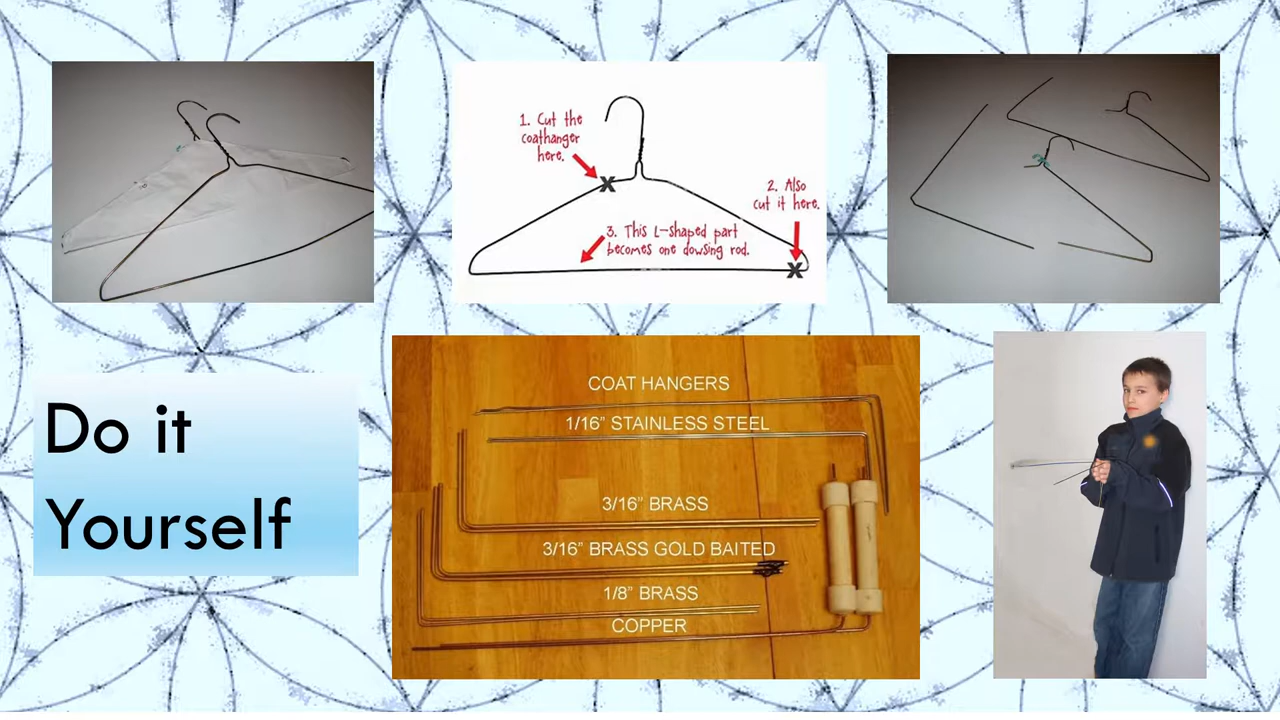 1. Cut the
coathanger
here.
2. Also
cut it here.
3. This L-shaped part
becomes one dowsing rod.
Do it
Yourself
COAT HANGERS
1/16” STAINLESS STEEL
3/16” BRASS
3/16” BRASS GOLD BAITED
1/8” BRASS
COPPER